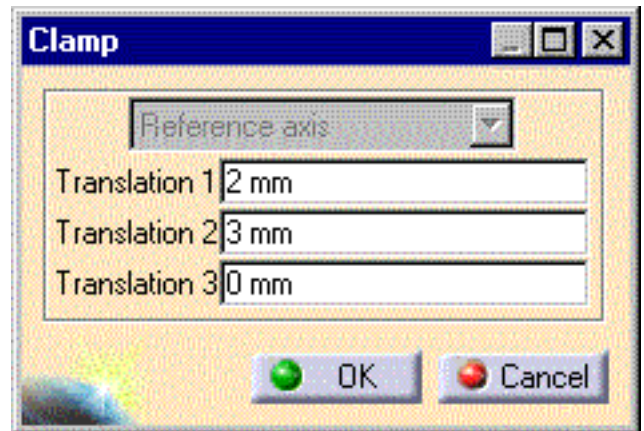 Clamp
Reference axis
Translation 1 2 mm
Translation 2 3 mm
Translation 3 0 mm
OK Cancel